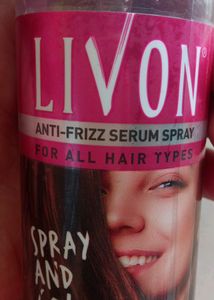 LIVON®
ANTI-FRIZZ SERUM SPRAY
FOR ALL HAIR TYPES
SPRAY
AND